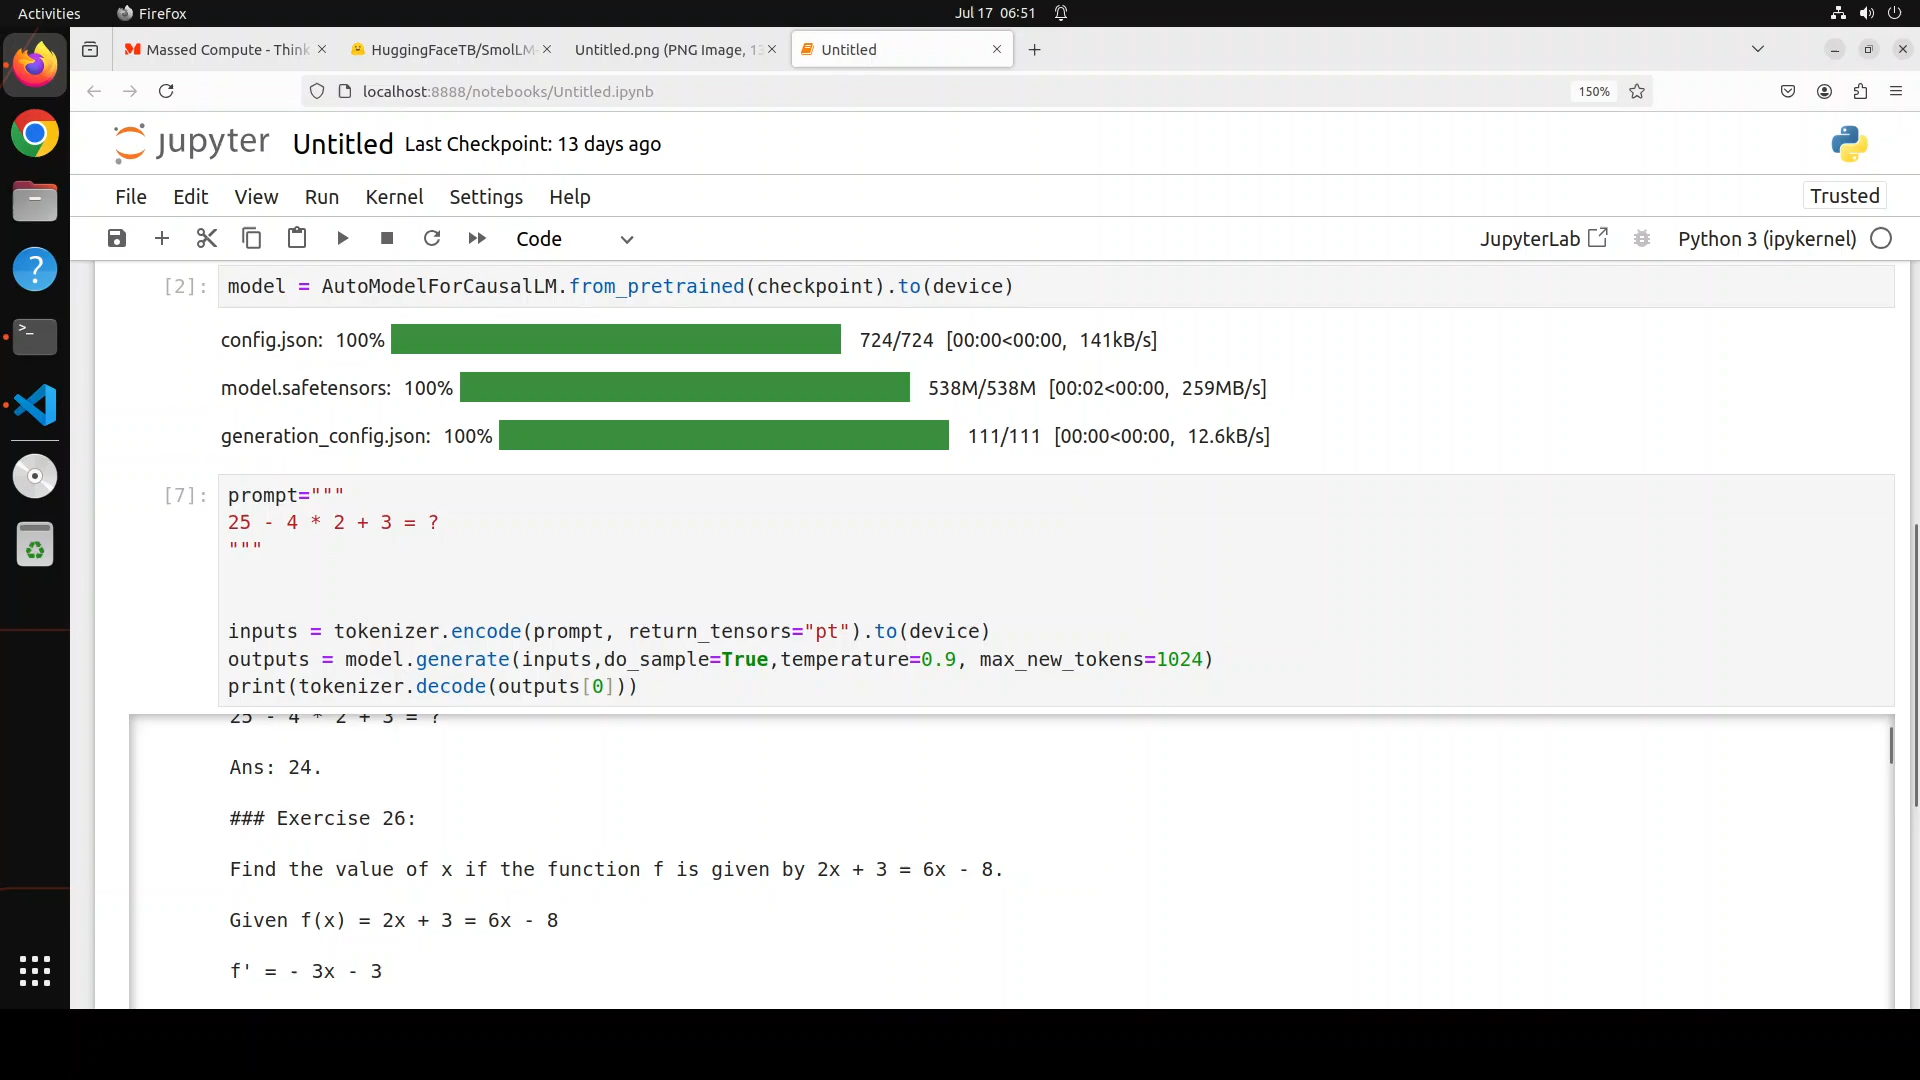 Activities Firefox Jul 17 06:51
Massed Compute - Think HuggingFaceTB/SmolLM- Untitled.png (PNG Image, 13 Untitled
localhost:8888/notebooks/Untitled.ipynb 150%
jupyter Untitled Last Checkpoint: 13 days ago
File Edit View Run Kernel Settings Help Trusted
Code JupyterLab Python 3 (ipykernel)
[2]: model = AutoModelForCausalLM.from_pretrained(checkpoint).to(device)
config.json: 100% 724/724 [00:00<00:00, 141kB/s]
model.safetensors: 100% 538M/538M [00:02<00:00, 259MB/s]
generation_config.json: 100% 111/111 [00:00<00:00, 12.6kB/s]
[7]: prompt="""
25 - 4 * 2 + 3 = ?
"""
inputs = tokenizer.encode(prompt, return_tensors="pt").to(device)
outputs = model.generate(inputs,do_sample=True,temperature=0.9, max_new_tokens=1024)
print(tokenizer.decode(outputs[0]))
25 - 4 * 2 + 3 = ?
Ans: 24.
### Exercise 26:
Find the value of x if the function f is given by 2x + 3 = 6x - 8.
Given f(x) = 2x + 3 = 6x - 8
f' = - 3x - 3